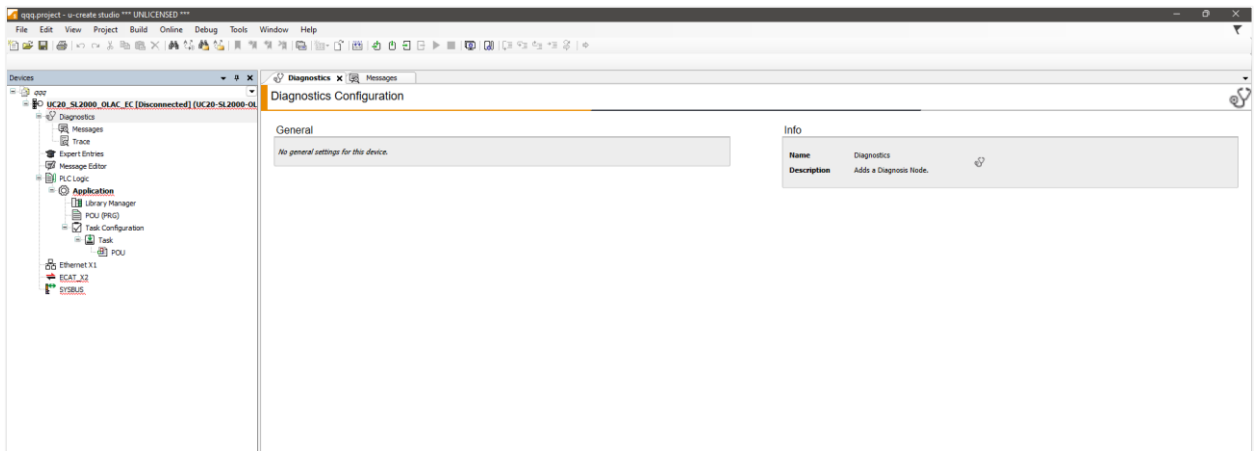 qqq.project - u-create studio *** UNLICENSED ***
File Edit View Project Build Online Debug Tools Window Help
Devices
qqq
UC20_SL2000_OLAC_EC [Disconnected] (UC20-SL2000-OL
Diagnostics
Messages
Trace
Expert Entries
Message Editor
PLC Logic
Application
Library Manager
POU (PRG)
Task Configuration
Task
POU
Ethernet X1
ECAT_X2
SYSBUS
Diagnostics X Messages
Diagnostics Configuration
General
No general settings for this device.
Info
Name Diagnostics
Description Adds a Diagnosis Node.